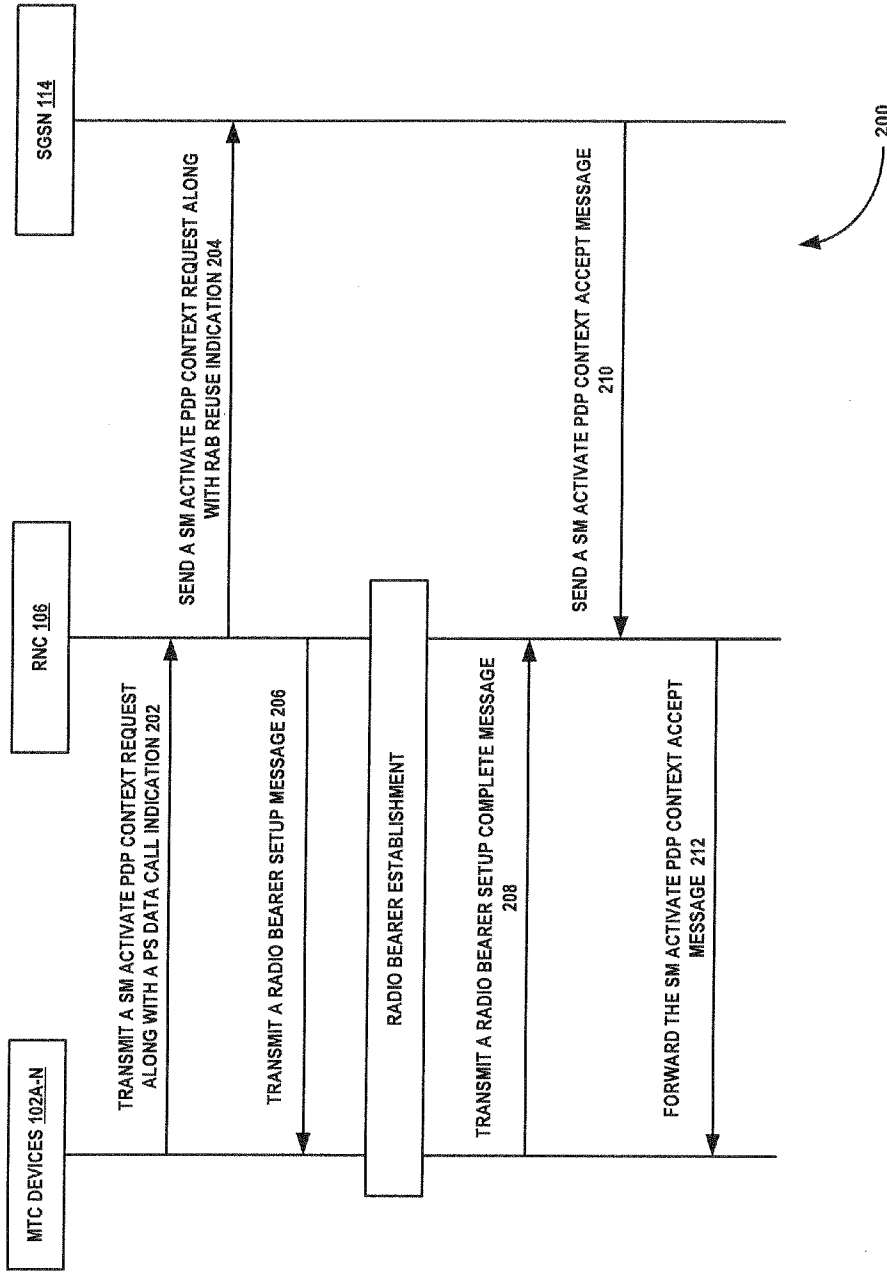 MTC DEVICES 102A-N
RNC 106
SGSN 114
TRANSMIT A SM ACTIVATE PDP CONTEXT REQUEST
ALONG WITH A PS DATA CALL INDICATION 202
SEND A SM ACTIVATE PDP CONTEXT REQUEST ALONG
WITH RAB REUSE INDICATION 204
TRANSMIT A RADIO BEARER SETUP MESSAGE 206
RADIO BEARER ESTABLISHMENT
TRANSMIT A RADIO BEARER SETUP COMPLETE MESSAGE
208
SEND A SM ACTIVATE PDP CONTEXT ACCEPT MESSAGE
210
FORWARD THE SM ACTIVATE PDP CONTEXT ACCEPT
MESSAGE 212
200